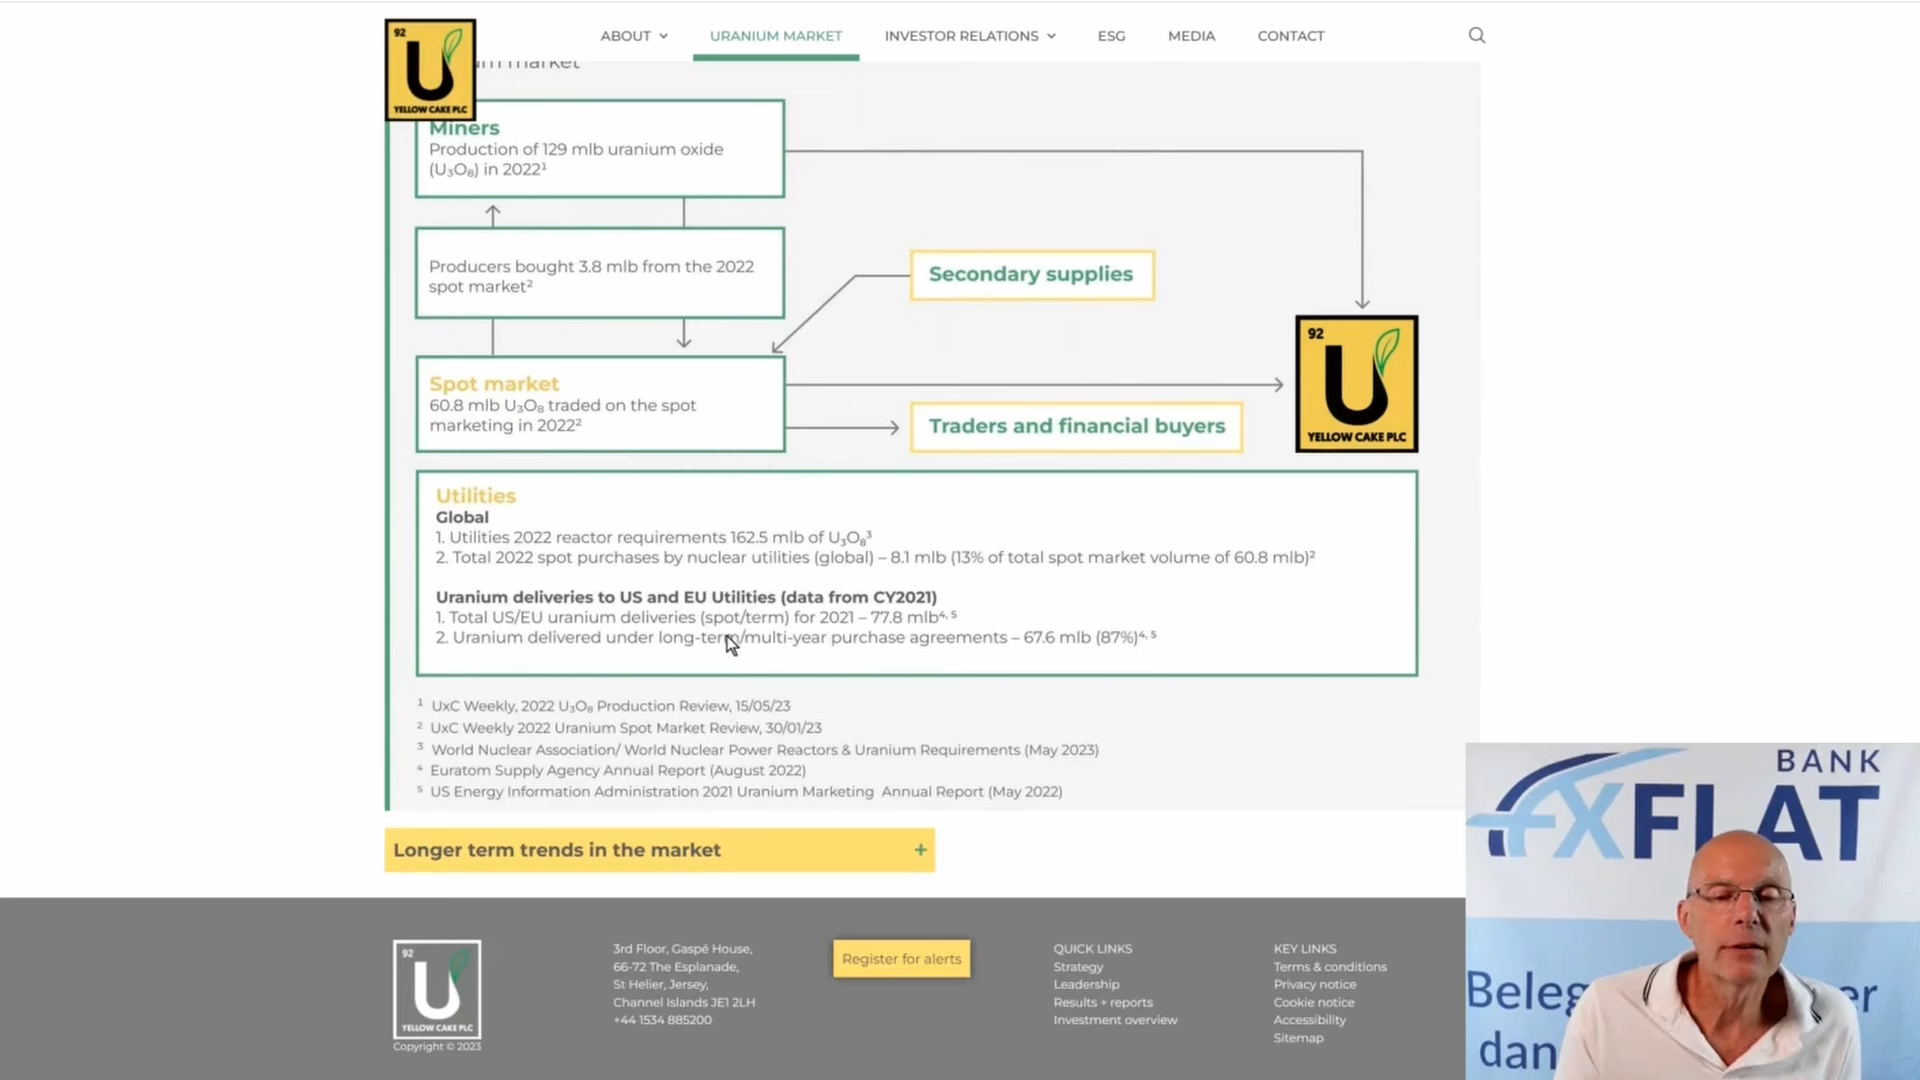 92
U
YELLOW CAKE PLC
ABOUT
URANIUM MARKET
INVESTOR RELATIONS
ESG
MEDIA
CONTACT
market
Miners
Production of 129 mlb uranium oxide
(U₃O₈) in 2022¹
Producers bought 3.8 mlb from the 2022
spot market²
Secondary supplies
Spot market
60.8 mlb U₃O₈ traded on the spot
marketing in 2022²
Traders and financial buyers
92
U
YELLOW CAKE PLC
Utilities
Global
1. Utilities 2022 reactor requirements 162.5 mlb of U₃O₈³
2. Total 2022 spot purchases by nuclear utilities (global) – 8.1 mlb (13% of total spot market volume of 60.8 mlb)²
Uranium deliveries to US and EU Utilities (data from CY2021)
1. Total US/EU uranium deliveries (spot/term) for 2021 – 77.8 mlb⁴·⁵
2. Uranium delivered under long-term/multi-year purchase agreements – 67.6 mlb (87%)⁴·⁵
¹ UxC Weekly, 2022 U₃O₈ Production Review, 15/05/23
² UxC Weekly 2022 Uranium Spot Market Review, 30/01/23
³ World Nuclear Association/ World Nuclear Power Reactors & Uranium Requirements (May 2023)
⁴ Euratom Supply Agency Annual Report (August 2022)
⁵ US Energy Information Administration 2021 Uranium Marketing Annual Report (May 2022)
Longer term trends in the market +
92
U
YELLOW CAKE PLC
Copyright © 2023
3rd Floor, Gaspé House,
66-72 The Esplanade,
St Helier, Jersey,
Channel Islands JE1 2LH
+44 1534 885200
Register for alerts
QUICK LINKS
Strategy
Leadership
Results + reports
Investment overview
KEY LINKS
Terms & conditions
Privacy notice
Cookie notice
Accessibility
Sitemap
BANK
FXFLAT